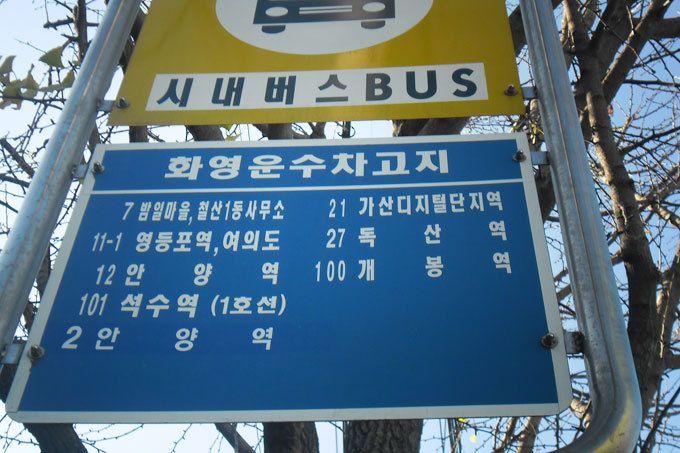 시내버스BUS
화영운수차고지
7 밤일마을, 철산1동사무소
11-1 영등포역, 여의도
12 안양역
101 석수역 (1호선)
2 안양역
21 가산디지털단지역
27 독산역
100 개봉역